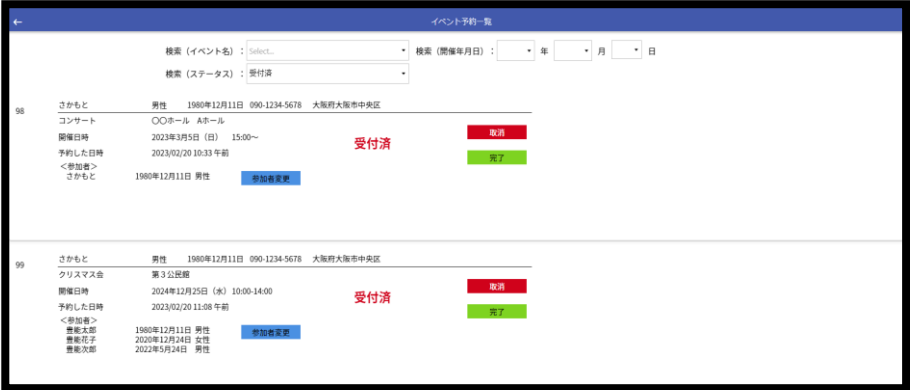 ← イベント予約一覧
検索（イベント名）： Select... 検索（開催年月日）： 年 月 日
検索（ステータス）： 受付済
98 さかもと 男性 1980年12月11日 090-1234-5678 大阪府大阪市中央区
コンサート 〇〇ホール Aホール
開催日時 2023年3月5日（日） 15:00～
受付済
取消
予約した日時 2023/02/20 10:33 午前
完了
＜参加者＞
さかもと 1980年12月11日 男性 参加者変更
99 さかもと 男性 1980年12月11日 090-1234-5678 大阪府大阪市中央区
クリスマス会 第３公民館
開催日時 2024年12月25日（水）10:00-14:00
受付済
取消
予約した日時 2023/02/20 11:08 午前
完了
＜参加者＞
豊能太郎 1980年12月11日 男性 参加者変更
豊能花子 2020年12月24日 女性
豊能次郎 2022年5月24日 男性